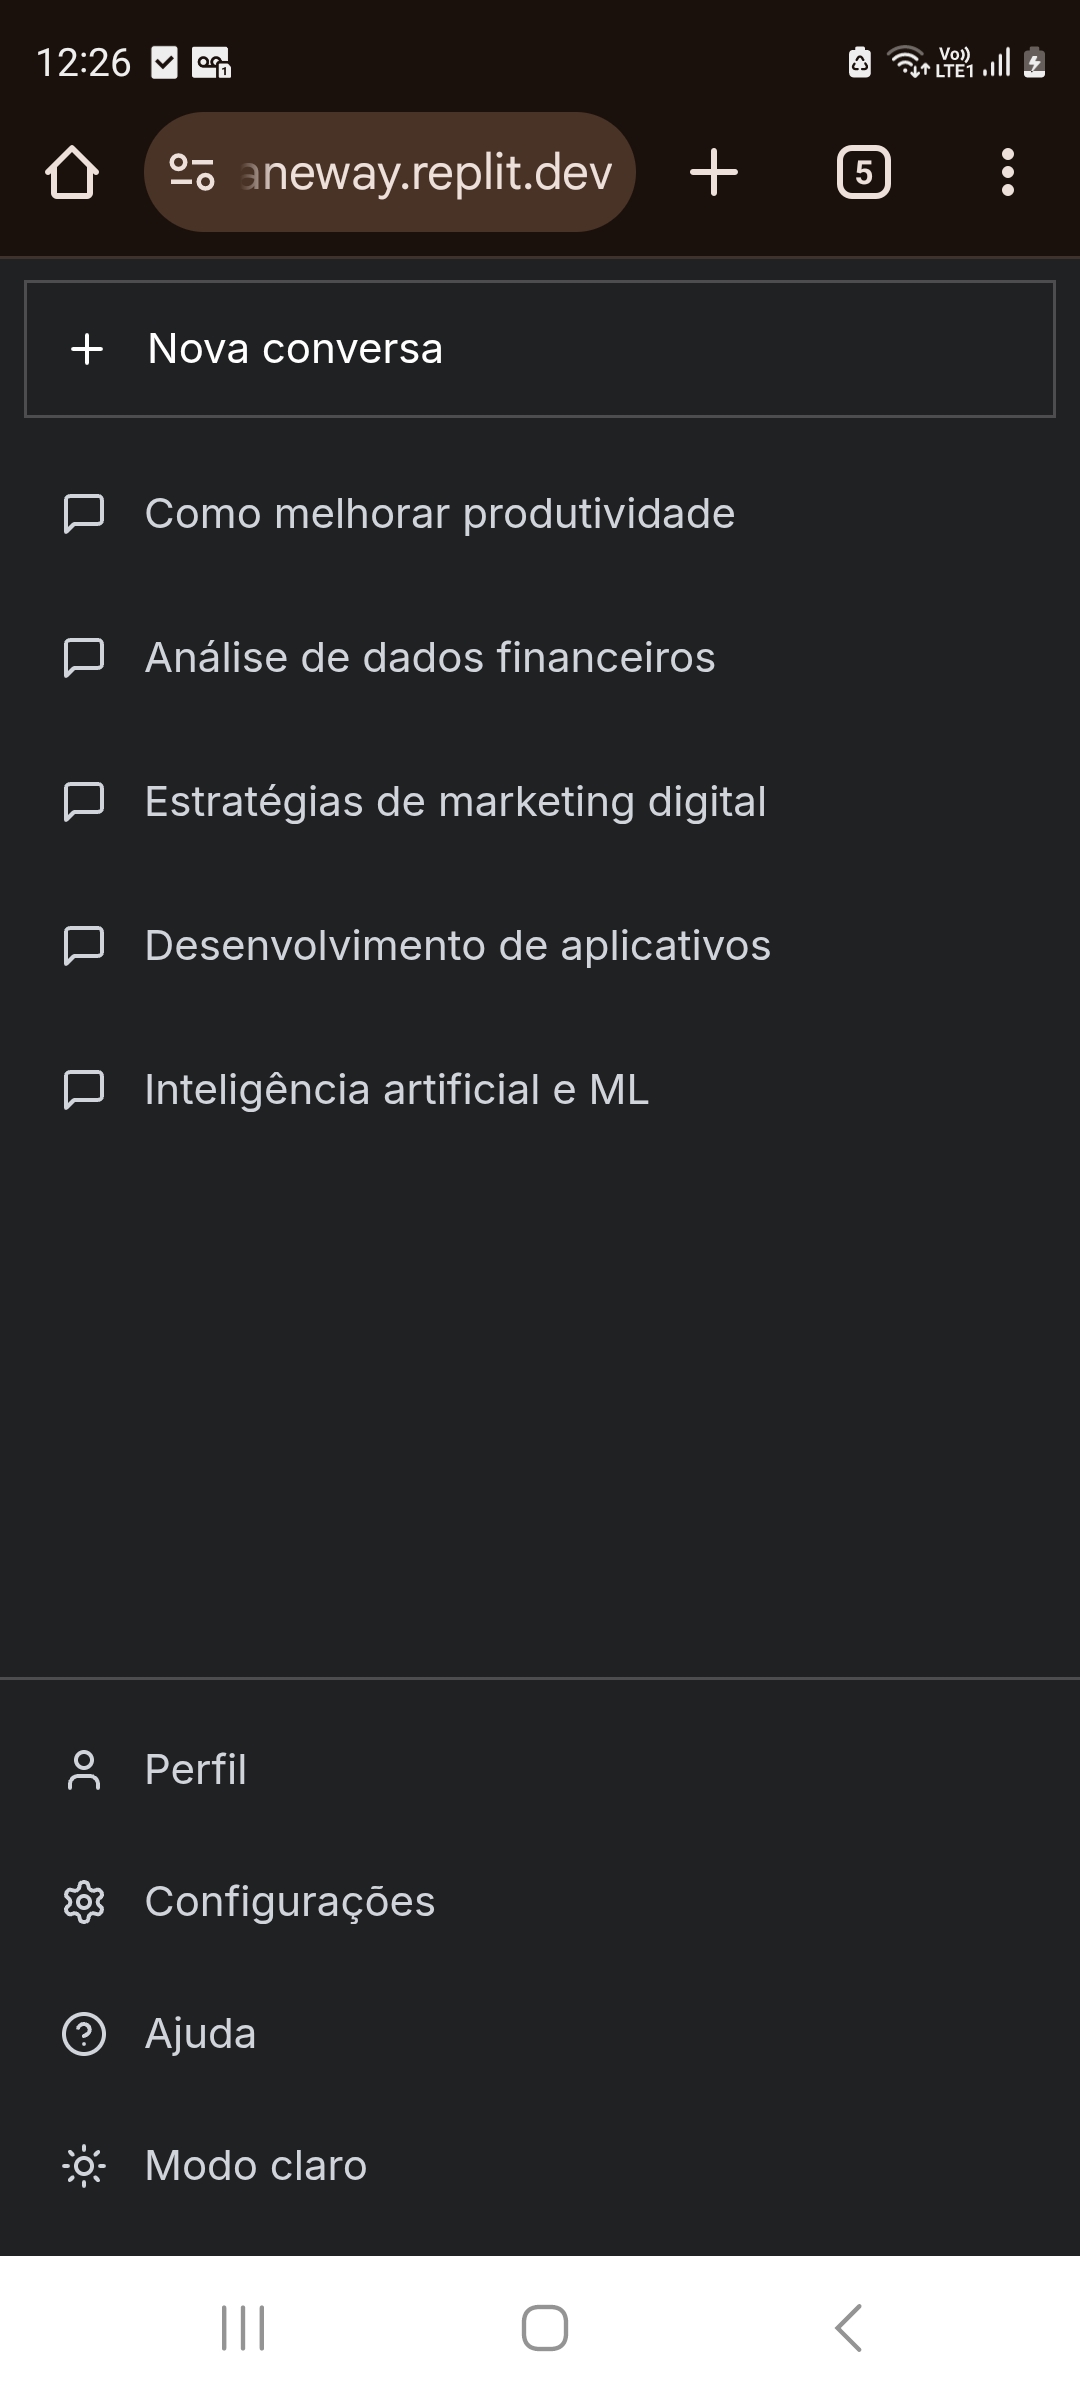 12:26
Vo))
LTE1
aneway.replit.dev
5
Nova conversa
Como melhorar produtividade
Análise de dados financeiros
Estratégias de marketing digital
Desenvolvimento de aplicativos
Inteligência artificial e ML
Perfil
Configurações
Ajuda
Modo claro